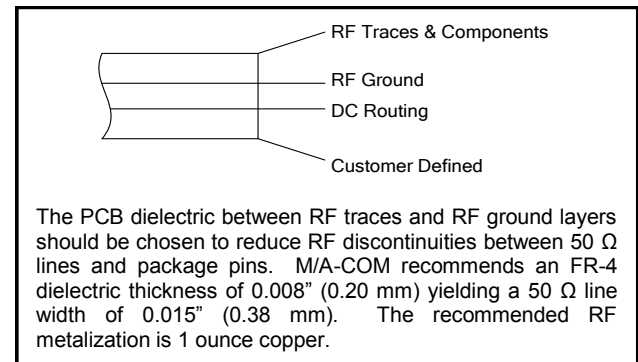 RF Traces & Components
RF Ground
DC Routing
Customer Defined
The PCB dielectric between RF traces and RF ground layers
should be chosen to reduce RF discontinuities between 50 Ω
lines and package pins. M/A-COM recommends an FR-4
dielectric thickness of 0.008” (0.20 mm) yielding a 50 Ω line
width of 0.015” (0.38 mm). The recommended RF
metalization is 1 ounce copper.